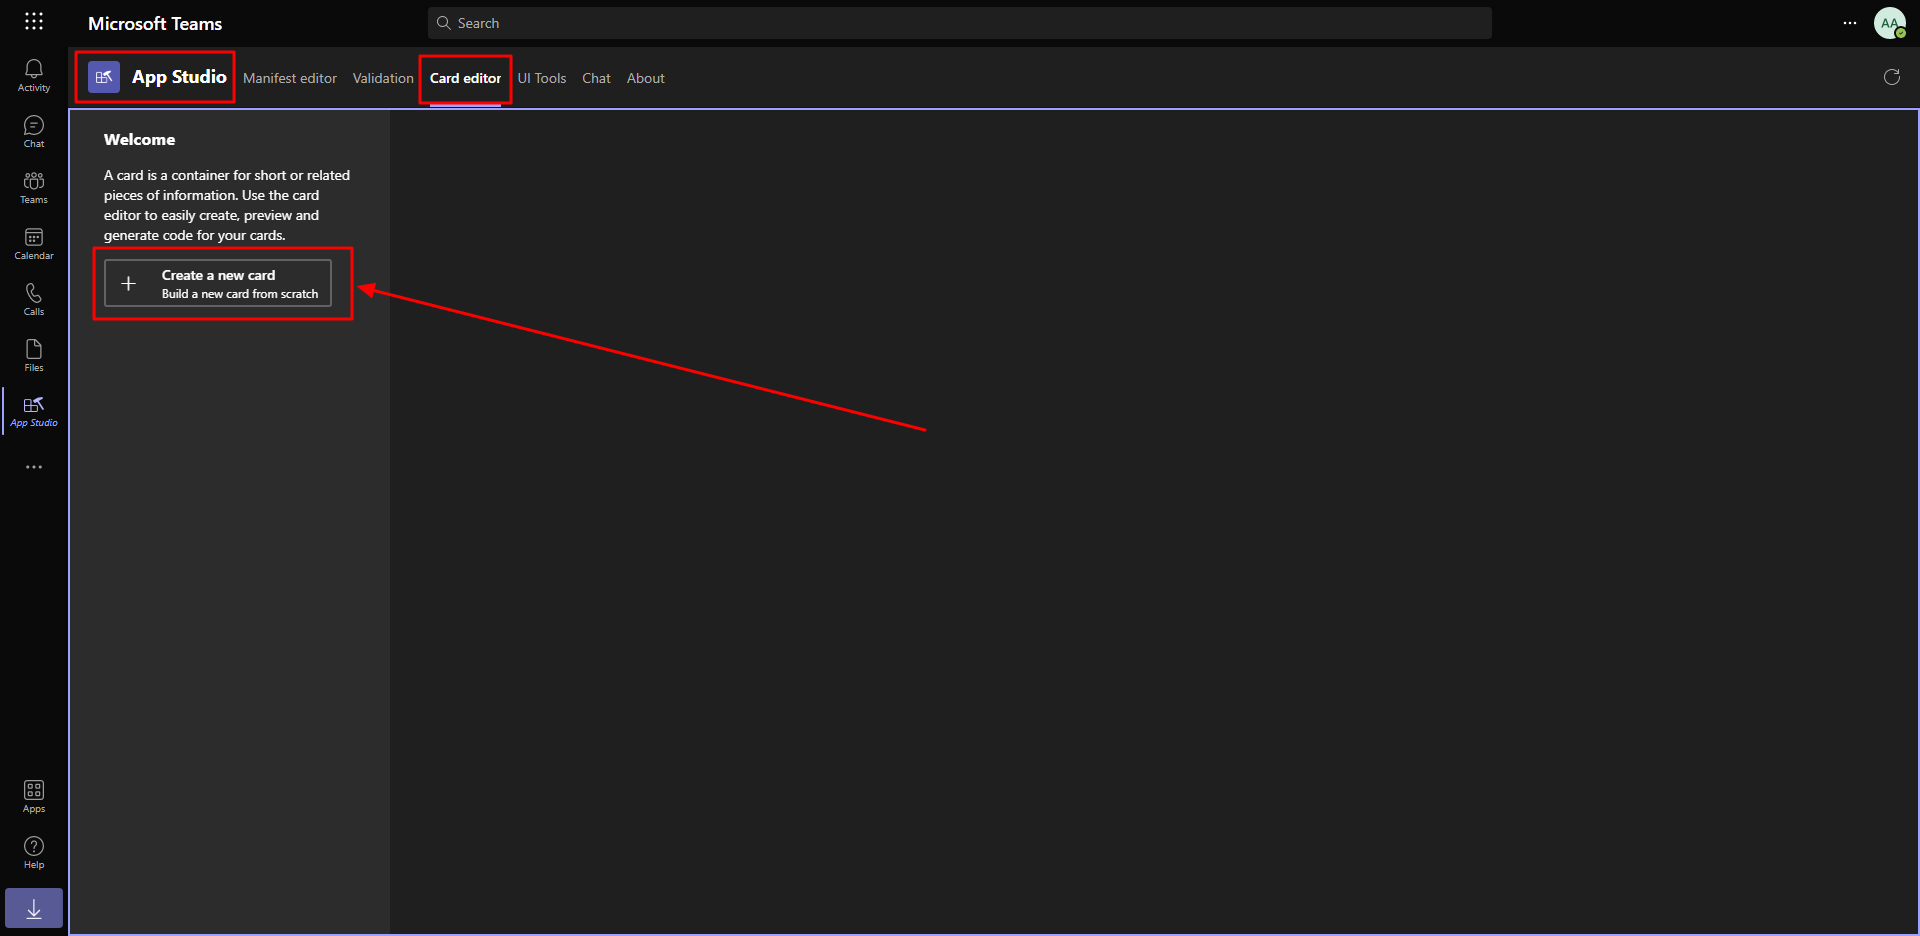 Microsoft Teams
Search
AA
App Studio
Manifest editor
Validation
Card editor
UI Tools
Chat
About
Activity
Chat
Teams
Calendar
Calls
Files
App Studio
Apps
Help
Welcome
A card is a container for short or related
pieces of information. Use the card
editor to easily create, preview and
generate code for your cards.
Create a new card
Build a new card from scratch